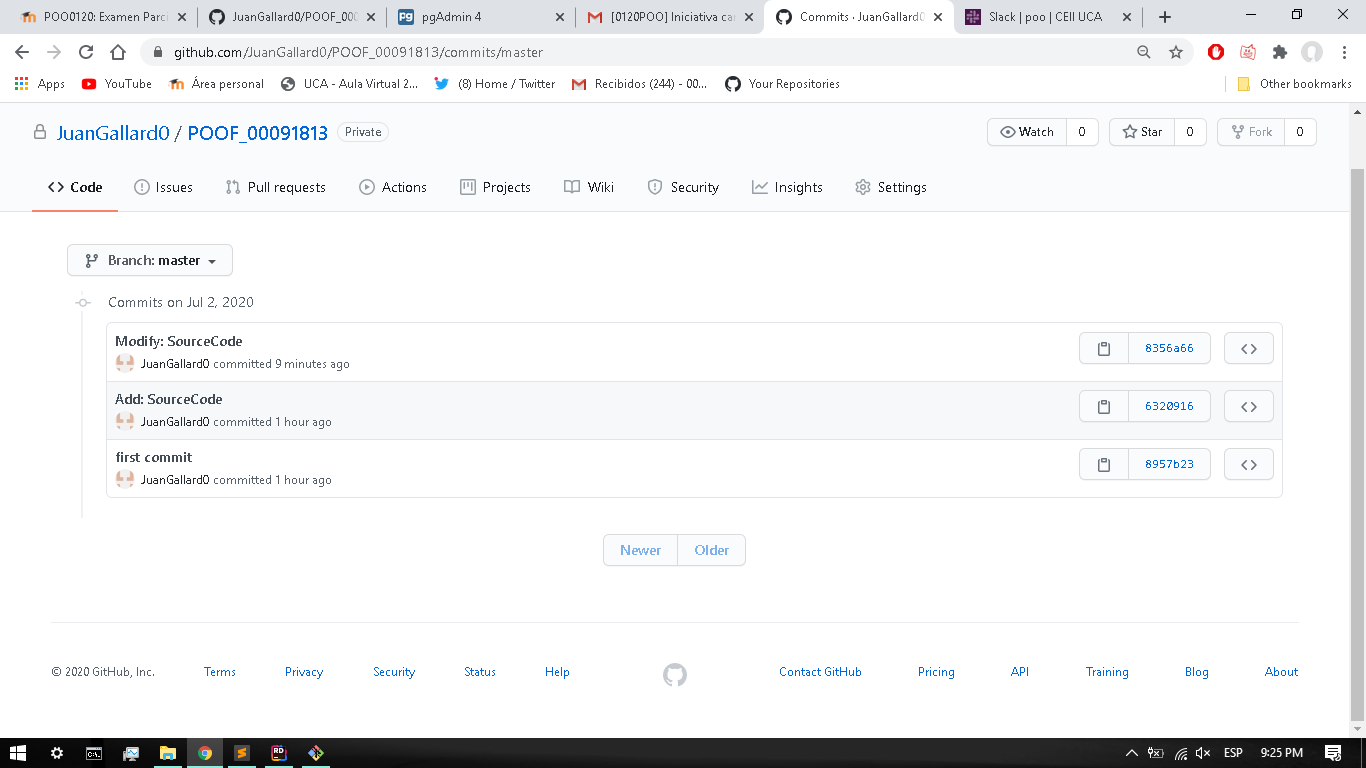 POO0120: Examen Parci
JuanGallard0/POOF_000
pgAdmin 4
[0120POO] Iniciativa can
Commits · JuanGallard0
Slack | poo | CEII UCA
github.com/JuanGallard0/POOF_00091813/commits/master
Apps
YouTube
Área personal
UCA - Aula Virtual 2...
(8) Home / Twitter
Recibidos (244) - 00...
Your Repositories
Other bookmarks
JuanGallard0 / POOF_00091813 Private
Watch 0
Star 0
Fork 0
Code
Issues
Pull requests
Actions
Projects
Wiki
Security
Insights
Settings
Branch: master
Commits on Jul 2, 2020
Modify: SourceCode
JuanGallard0 committed 9 minutes ago
8356a66
Add: SourceCode
JuanGallard0 committed 1 hour ago
6320916
first commit
JuanGallard0 committed 1 hour ago
8957b23
Newer
Older
© 2020 GitHub, Inc.
Terms
Privacy
Security
Status
Help
Contact GitHub
Pricing
API
Training
Blog
About
ESP
9:25 PM